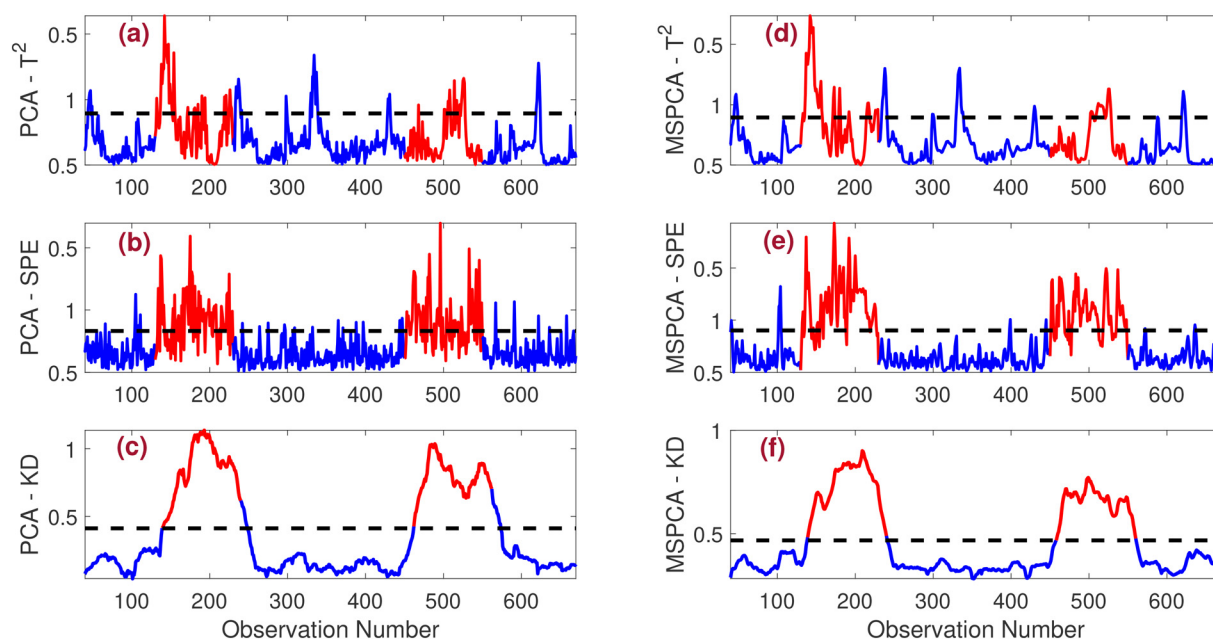 (a)
PCA - T²
0.5
1
0.5
100 200 300 400 500 600
(b)
PCA - SPE
0.5
1
0.5
100 200 300 400 500 600
(c)
PCA - KD
1
0.5
100 200 300 400 500 600
Observation Number
(d)
MSPCA - T²
0.5
1
0.5
100 200 300 400 500 600
(e)
MSPCA - SPE
0.5
1
0.5
100 200 300 400 500 600
(f)
MSPCA - KD
1
0.5
100 200 300 400 500 600
Observation Number